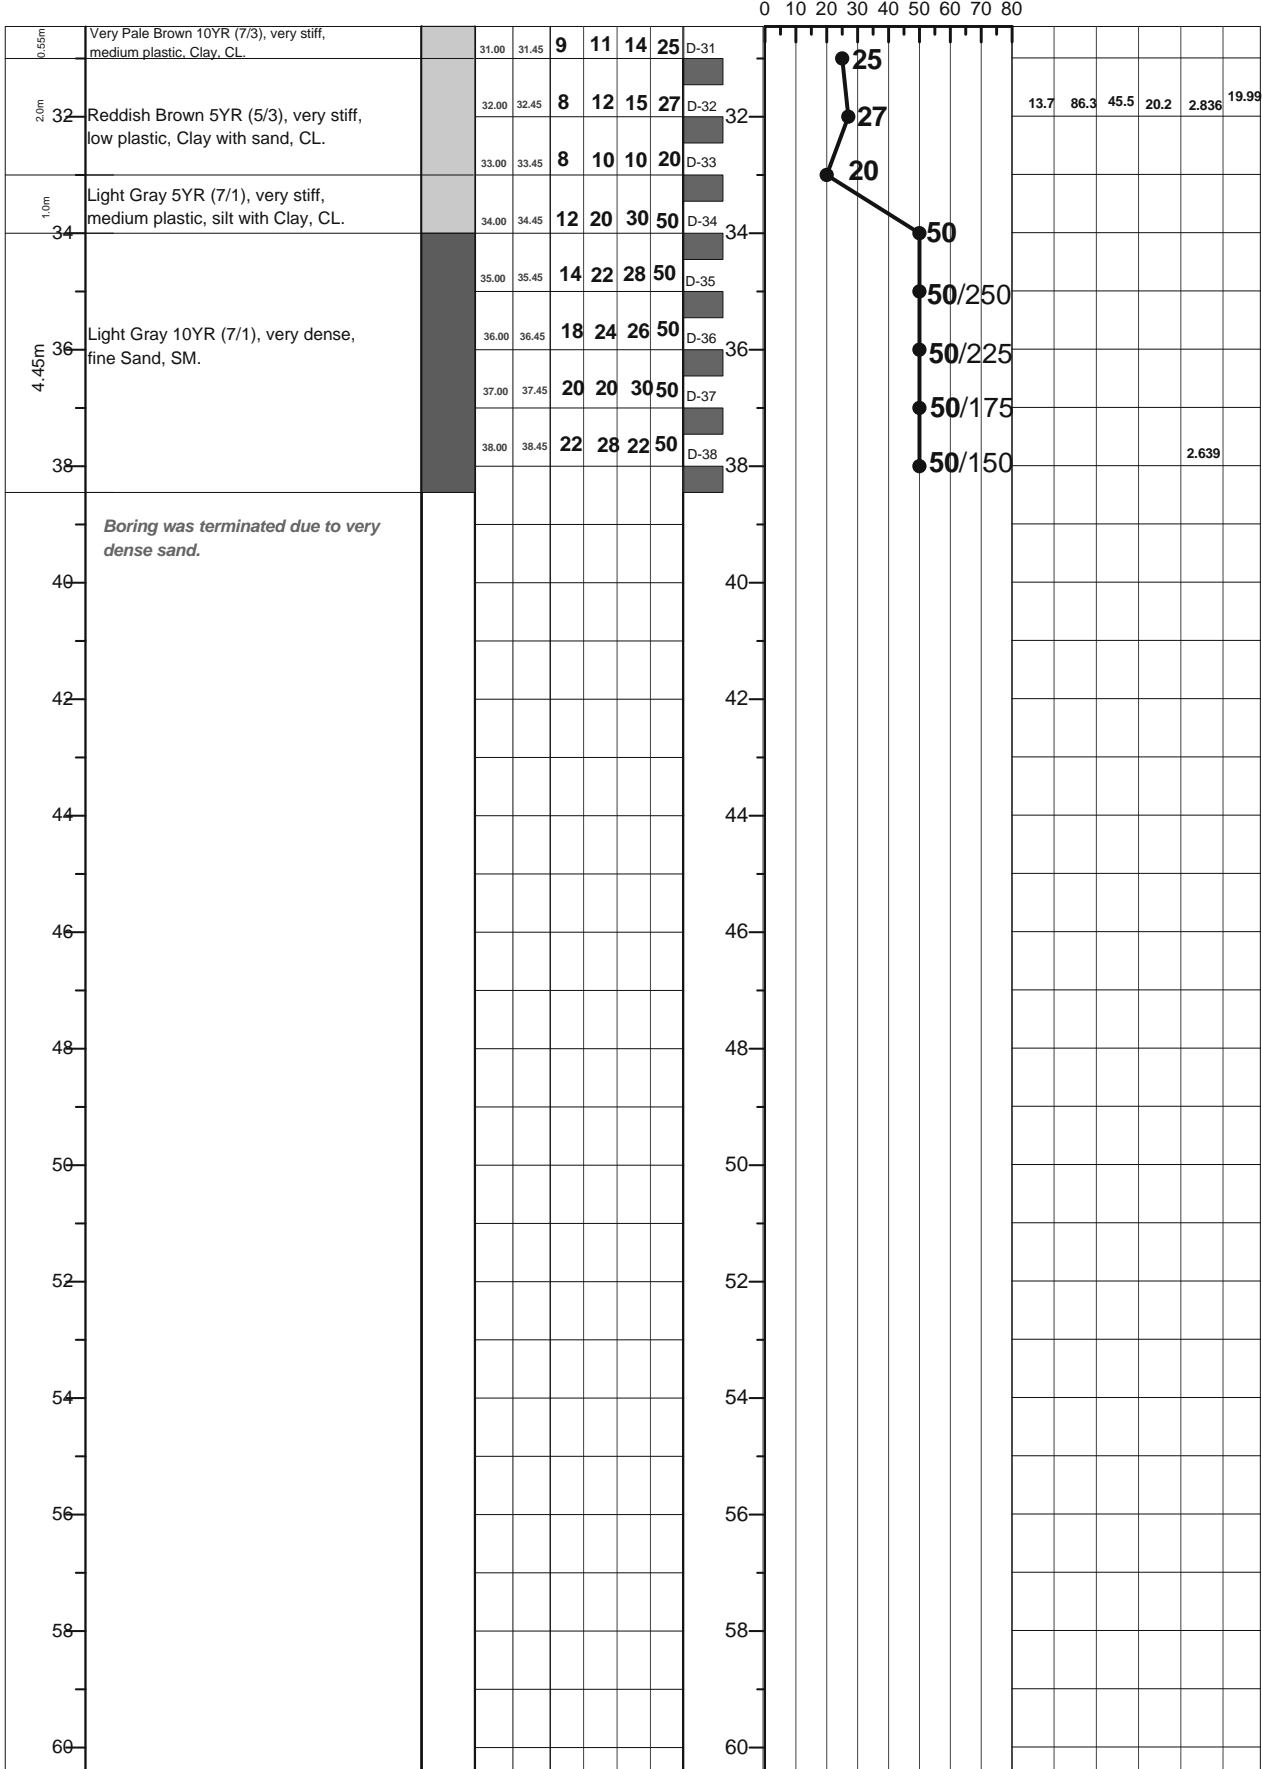 0 10 20 30 40 50 60 70 80
0.55m
Very Pale Brown 10YR (7/3), very stiff,
medium plastic, Clay, CL.
31.00 31.45 9 11 14 25 D-31
25
2.0m
32
Reddish Brown 5YR (5/3), very stiff,
low plastic, Clay with sand, CL.
32.00 32.45 8 12 15 27 D-32
32
27
13.7 86.3 45.5 20.2 2.836 19.99
33.00 33.45 8 10 10 20 D-33
20
1.0m
Light Gray 5YR (7/1), very stiff,
medium plastic, silt with Clay, CL.
34.00 34.45 12 20 30 50 D-34
34
34
50
35.00 35.45 14 22 28 50 D-35
50/250
4.45m
36
Light Gray 10YR (7/1), very dense,
fine Sand, SM.
36.00 36.45 18 24 26 50 D-36
36
50/225
37.00 37.45 20 20 30 50 D-37
50/175
38.00 38.45 22 28 22 50 D-38
38
38
50/150
2.639
Boring was terminated due to very
dense sand.
40
40
42
42
44
44
46
46
48
48
50
50
52
52
54
54
56
56
58
58
60
60